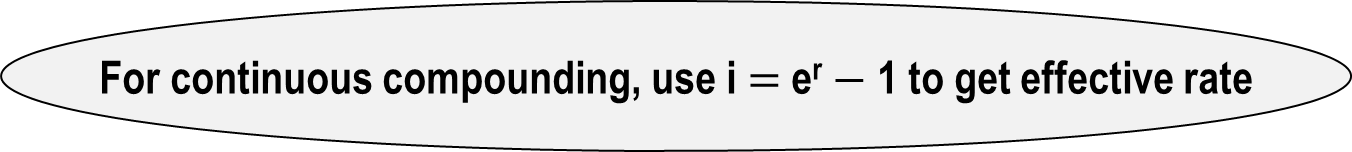 For continuous compounding, use i = eʳ − 1 to get effective rate